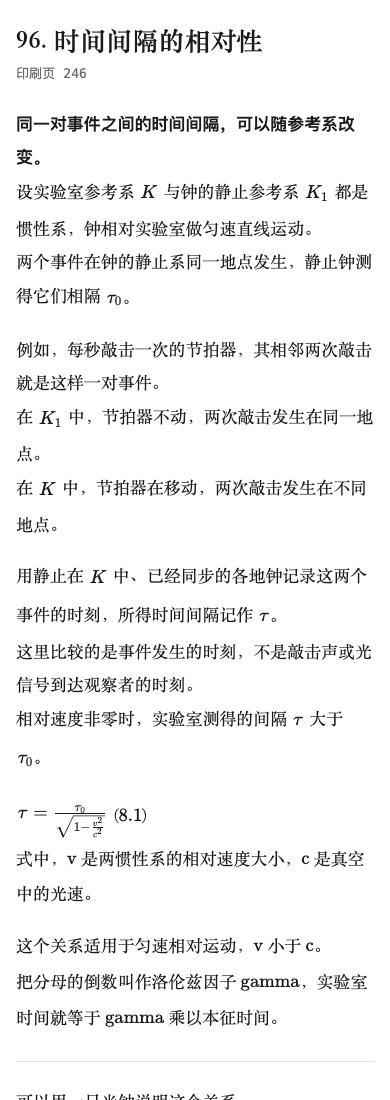 96. 时间间隔的相对性
印刷页 246
同一对事件之间的时间间隔，可以随参考系改
变。
设实验室参考系 K 与钟的静止参考系 K₁ 都是
惯性系，钟相对实验室做匀速直线运动。
两个事件在钟的静止系同一地点发生，静止钟测
得它们相隔 τ₀。
例如，每秒敲击一次的节拍器，其相邻两次敲击
就是这样一对事件。
在 K₁ 中，节拍器不动，两次敲击发生在同一地
点。
在 K 中，节拍器在移动，两次敲击发生在不同
地点。
用静止在 K 中、已经同步的各地钟记录这两个
事件的时刻，所得时间间隔记作 τ。
这里比较的是事件发生的时刻，不是敲击声或光
信号到达观察者的时刻。
相对速度非零时，实验室测得的间隔 τ 大于
τ₀。
τ = τ₀ / √(1−v²/c²) (8.1)
式中，v 是两惯性系的相对速度大小，c 是真空
中的光速。
这个关系适用于匀速相对运动，v 小于 c。
把分母的倒数叫作洛伦兹因子 gamma，实验室
时间就等于 gamma 乘以本征时间。